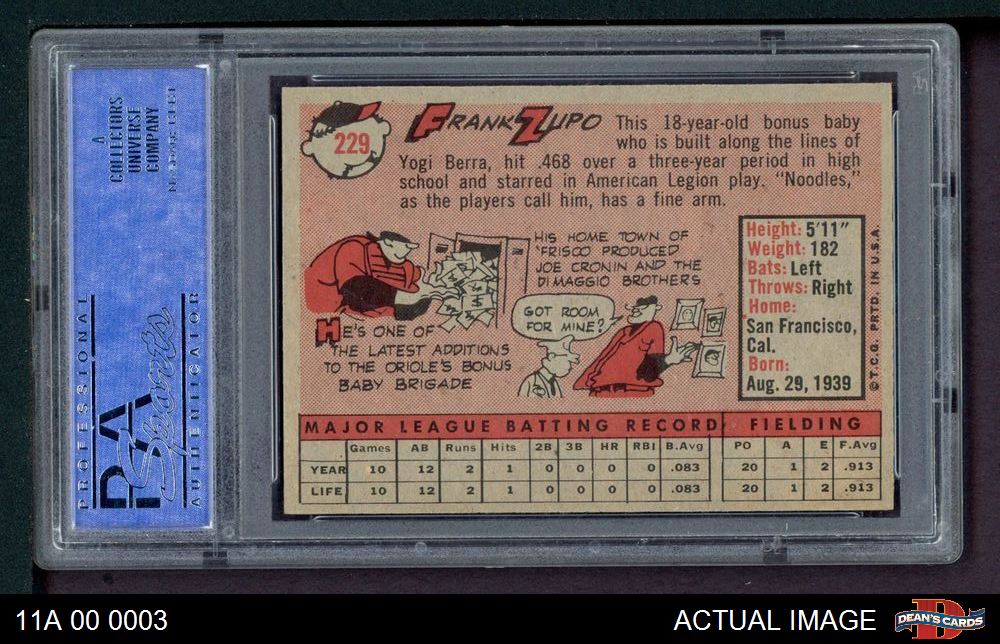 A
COLLECTORS
UNIVERSE
COMPANY
PROFESSIONAL
PSA
Sports
AUTHENTICATOR
229
FRANK ZUPO
This 18-year-old bonus baby
who is built along the lines of
Yogi Berra, hit .468 over a three-year period in high
school and starred in American Legion play. "Noodles,"
as the players call him, has a fine arm.
HE'S ONE OF
THE LATEST ADDITIONS
TO THE ORIOLE'S BONUS
BABY BRIGADE
HIS HOME TOWN OF
'FRISCO PRODUCED
JOE CRONIN AND THE
DI MAGGIO BROTHERS
GOT ROOM
FOR MINE?
Height: 5'11"
Weight: 182
Bats: Left
Throws: Right
Home:
San Francisco,
Cal.
Born:
Aug. 29, 1939
© T.C.G. PRTD. IN U.S.A.
MAJOR LEAGUE BATTING RECORD FIELDING
Games AB Runs Hits 2B 3B HR RBI B.Avg PO A E F.Avg
YEAR 10 12 2 1 0 0 0 0 .083 20 1 2 .913
LIFE 10 12 2 1 0 0 0 0 .083 20 1 2 .913
11A 00 0003 ACTUAL IMAGE DEAN'S CARDS